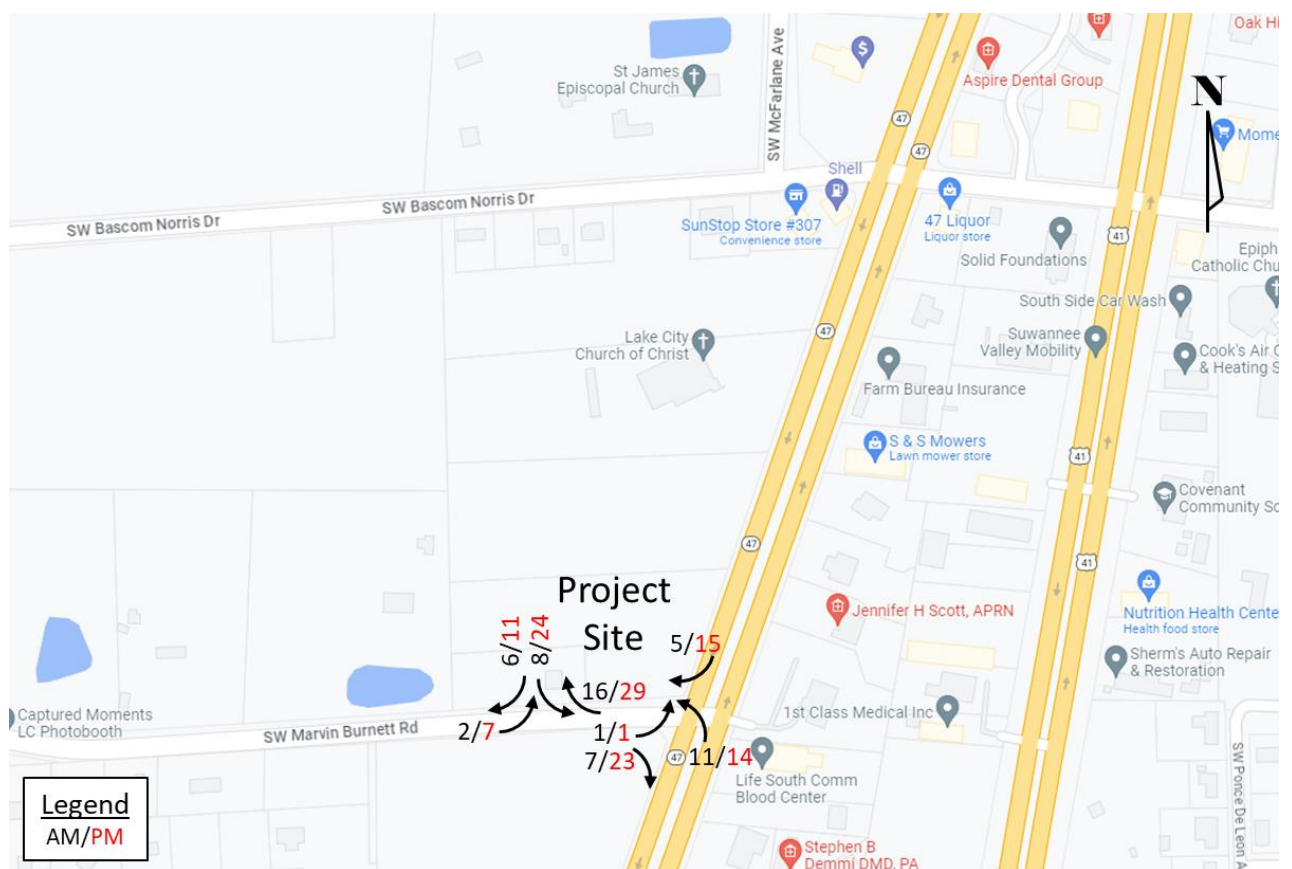 Oak Hi
St James
Episcopal Church
SW McFarlane Ave
Aspire Dental Group
N
47
47
Mome
Shell
SW Bascom Norris Dr
SW Bascom Norris Dr
SunStop Store #307
Convenience store
47 Liquor
Liquor store
Solid Foundations
41
Epiph
Catholic Chu
South Side Car Wash
Suwannee
Valley Mobility
47
Lake City
Church of Christ
Cook's Air C
& Heating S
Farm Bureau Insurance
S & S Mowers
Lawn mower store
41
Covenant
Community Sc
47
41
Project
Site
Jennifer H Scott, APRN
Nutrition Health Center
Health food store
6/11
8/24
5/15
Sherm's Auto Repair
& Restoration
16/29
Captured Moments
LC Photobooth
SW Marvin Burnett Rd
2/7
1/1
7/23
47
11/14
1st Class Medical Inc
Life South Comm
Blood Center
SW Ponce De Leon A
Legend
AM/PM
Stephen B
Demmi DMD, PA